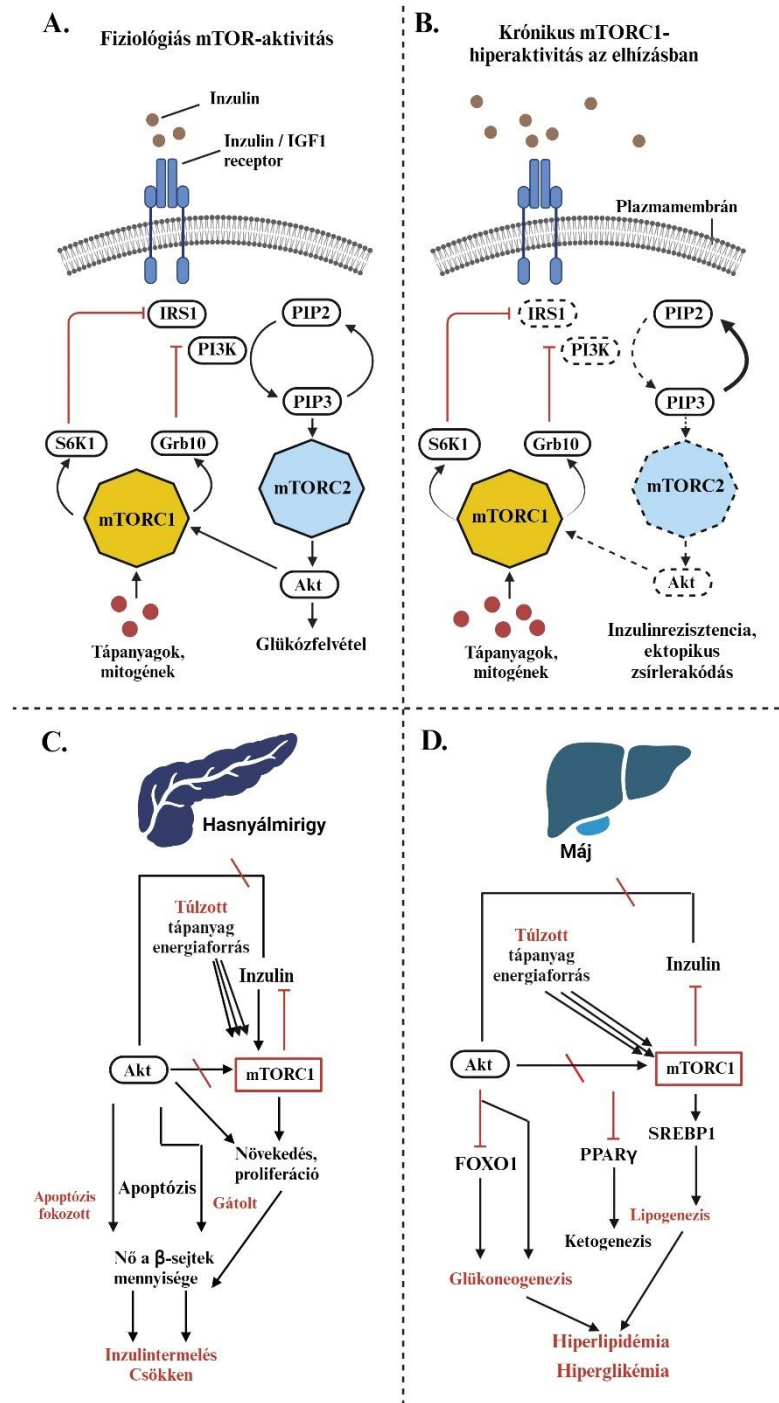 A.
Fiziológiás mTOR-aktivitás
Inzulin
Inzulin / IGF1
receptor
IRS1
PIP2
PI3K
PIP3
S6K1
Grb10
mTORC1
mTORC2
Akt
Tápanyagok,
mitogének
Glükózfelvétel
B.
Krónikus mTORC1-
hiperaktivitás az elhízásban
Plazmamembrán
IRS1
PIP2
PI3K
PIP3
S6K1
Grb10
mTORC1
mTORC2
Akt
Tápanyagok,
mitogének
Inzulinrezisztencia,
ektopikus
zsírlerakódás
C.
Hasnyálmirigy
Túlzott
tápanyag
energiaforrás
Inzulin
Akt
mTORC1
Növekedés,
proliferáció
Apoptózis
fokozott
Apoptózis
Gátolt
Nő a β-sejtek
mennyisége
Inzulintermelés
Csökken
D.
Máj
Túlzott
tápanyag
energiaforrás
Inzulin
Akt
mTORC1
FOXO1
PPARγ
SREBP1
Lipogenezis
Ketogenezis
Glükoneogenezis
Hiperlipidémia
Hiperglikémia